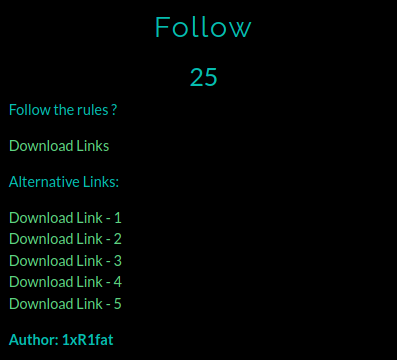 Follow
25
Follow the rules ?
Download Links
Alternative Links:
Download Link - 1
Download Link - 2
Download Link - 3
Download Link - 4
Download Link - 5
Author: 1xR1fat